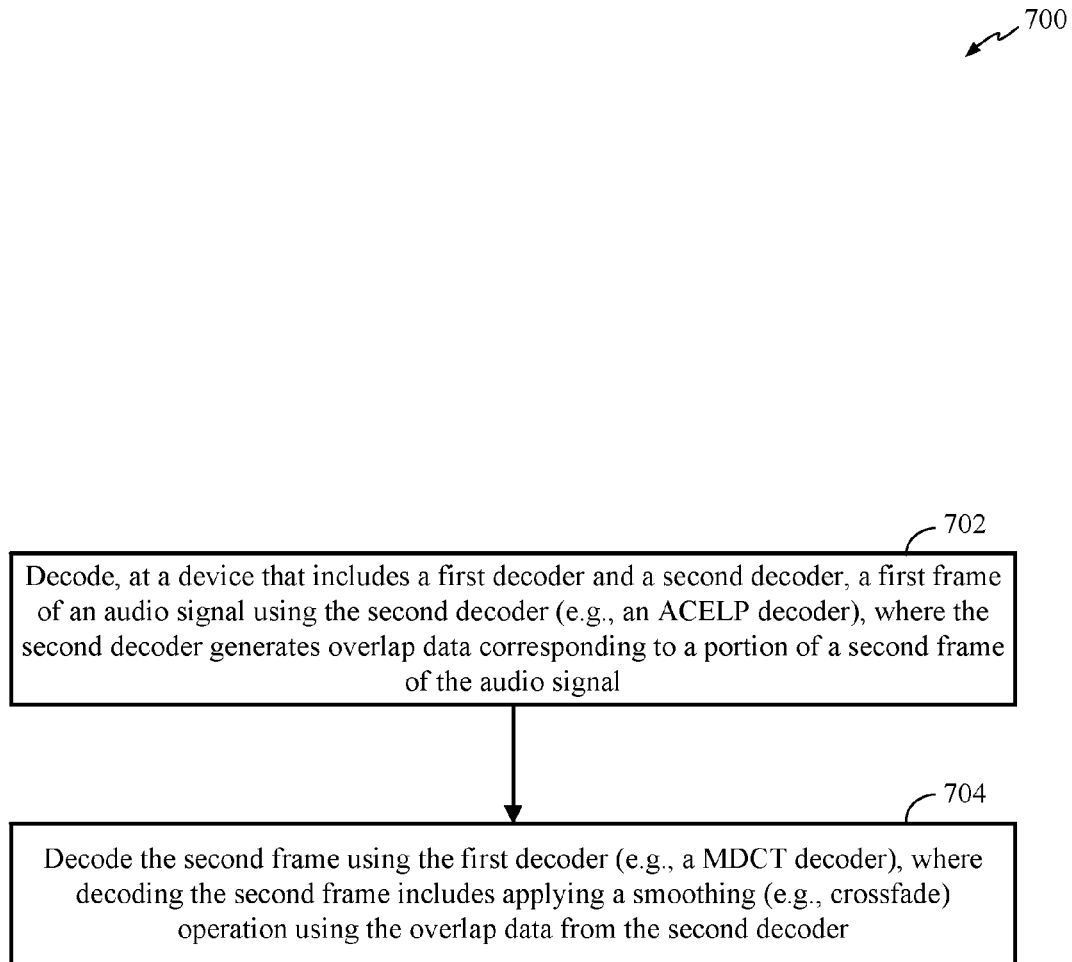 700
702
Decode, at a device that includes a first decoder and a second decoder, a first frame
of an audio signal using the second decoder (e.g., an ACELP decoder), where the
second decoder generates overlap data corresponding to a portion of a second frame
of the audio signal
704
Decode the second frame using the first decoder (e.g., a MDCT decoder), where
decoding the second frame includes applying a smoothing (e.g., crossfade)
operation using the overlap data from the second decoder